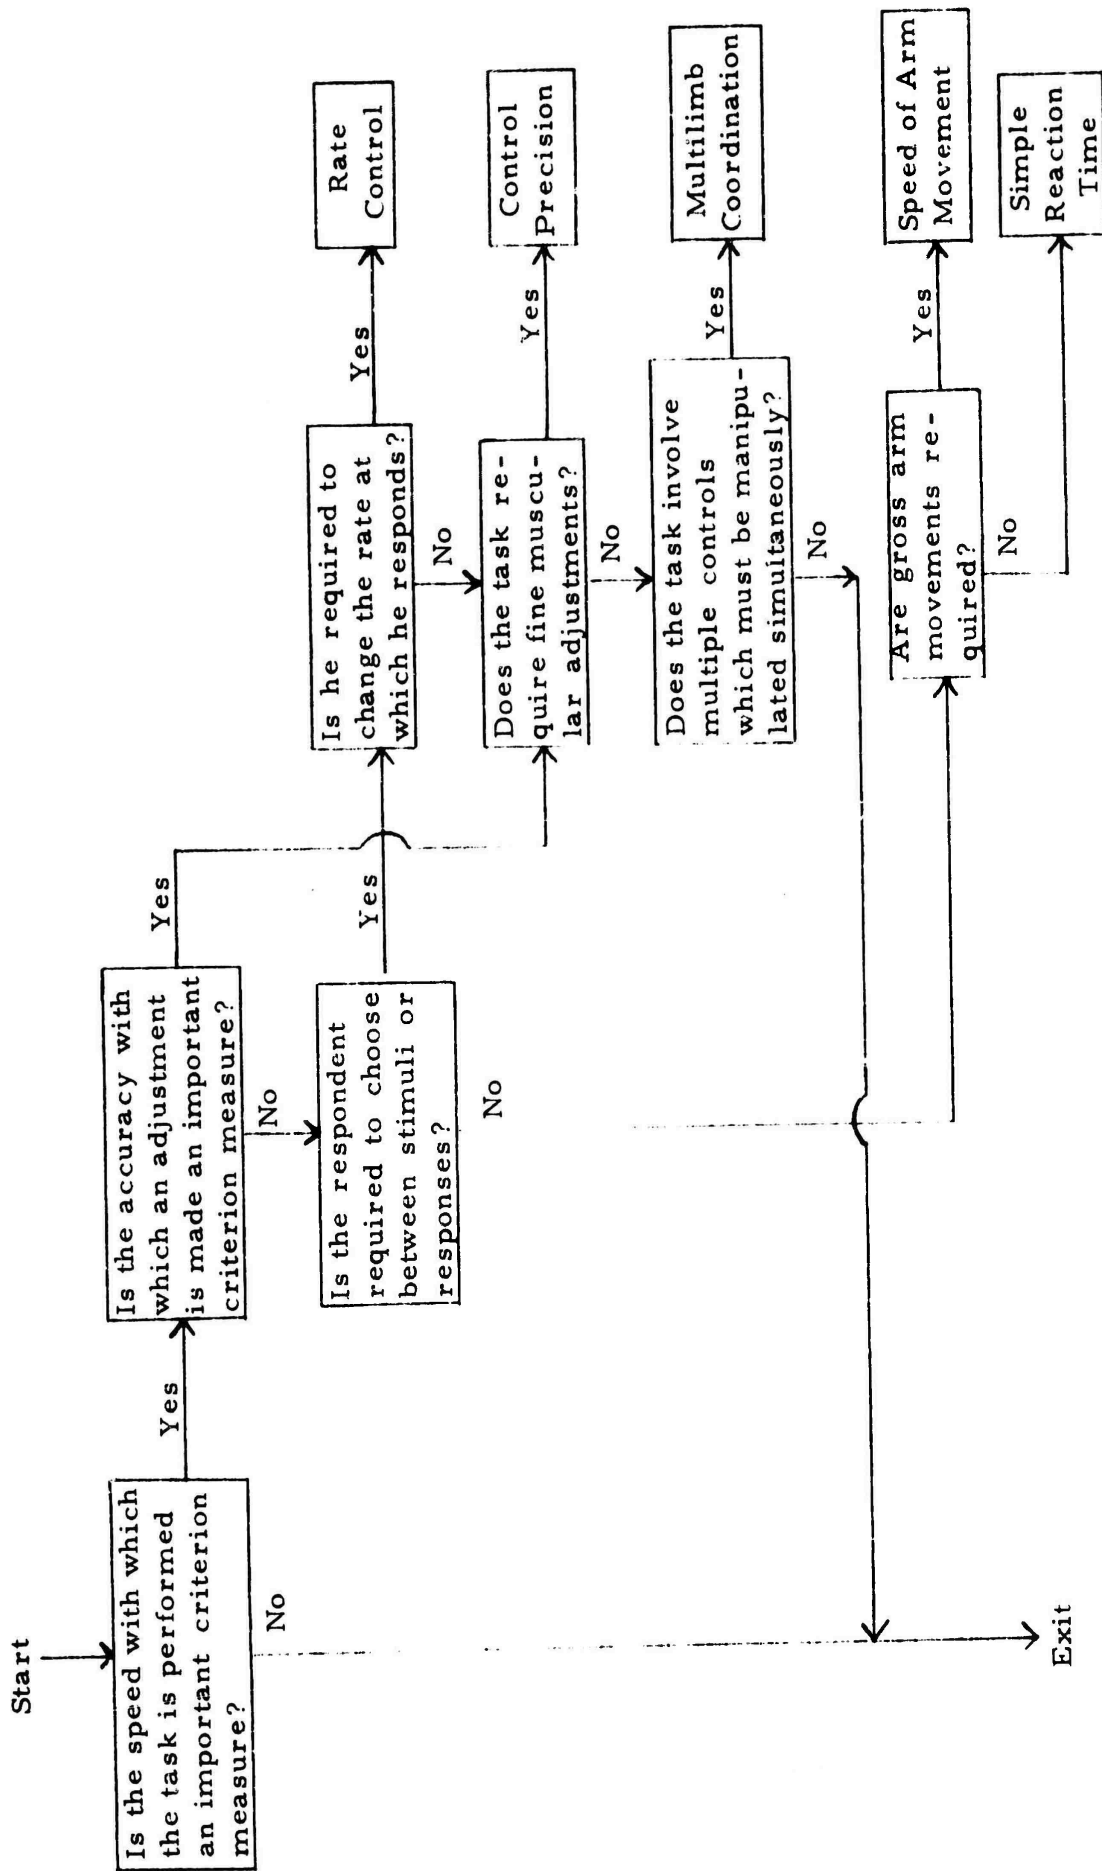 Start
Is the speed with which
the task is performed
an important criterion
measure?
Yes
No
Is the accuracy with
which an adjustment
is made an important
criterion measure?
Yes
No
Is the respondent
required to choose
between stimuli or
responses?
Yes
No
Is he required to
change the rate at
which he responds?
Yes
No
Rate
Control
Does the task re-
quire fine muscu-
lar adjustments?
Yes
No
Control
Precision
Does the task involve
multiple controls
which must be manipu-
lated simultaneously?
Yes
No
Multilimb
Coordination
Are gross arm
movements re-
quired?
Yes
No
Speed of Arm
Movement
Simple
Reaction
Time
Exit